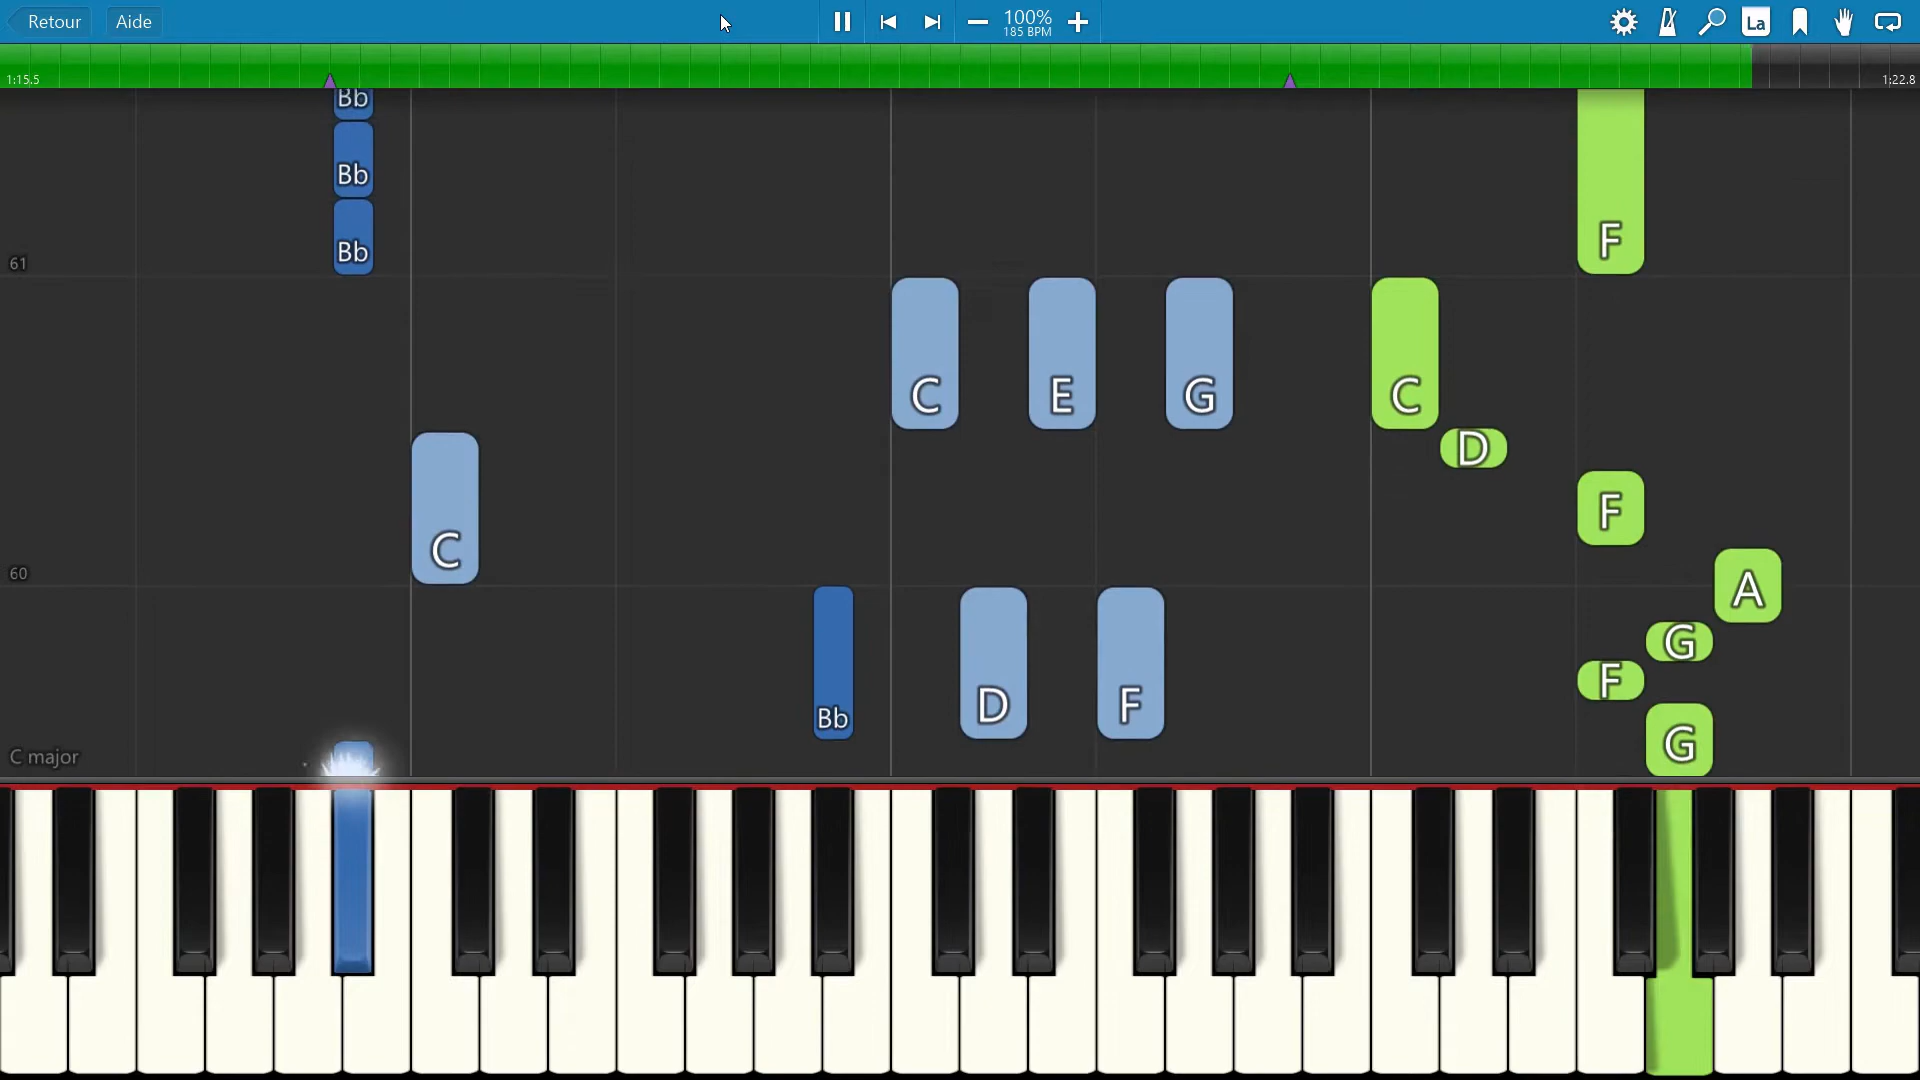 Retour Aide 100% La
185 BPM
1:15.5 1:22.8
Bb
Bb
Bb F
61
C E G C
D
F
C
60
A
G
F
Bb D F
G
C major